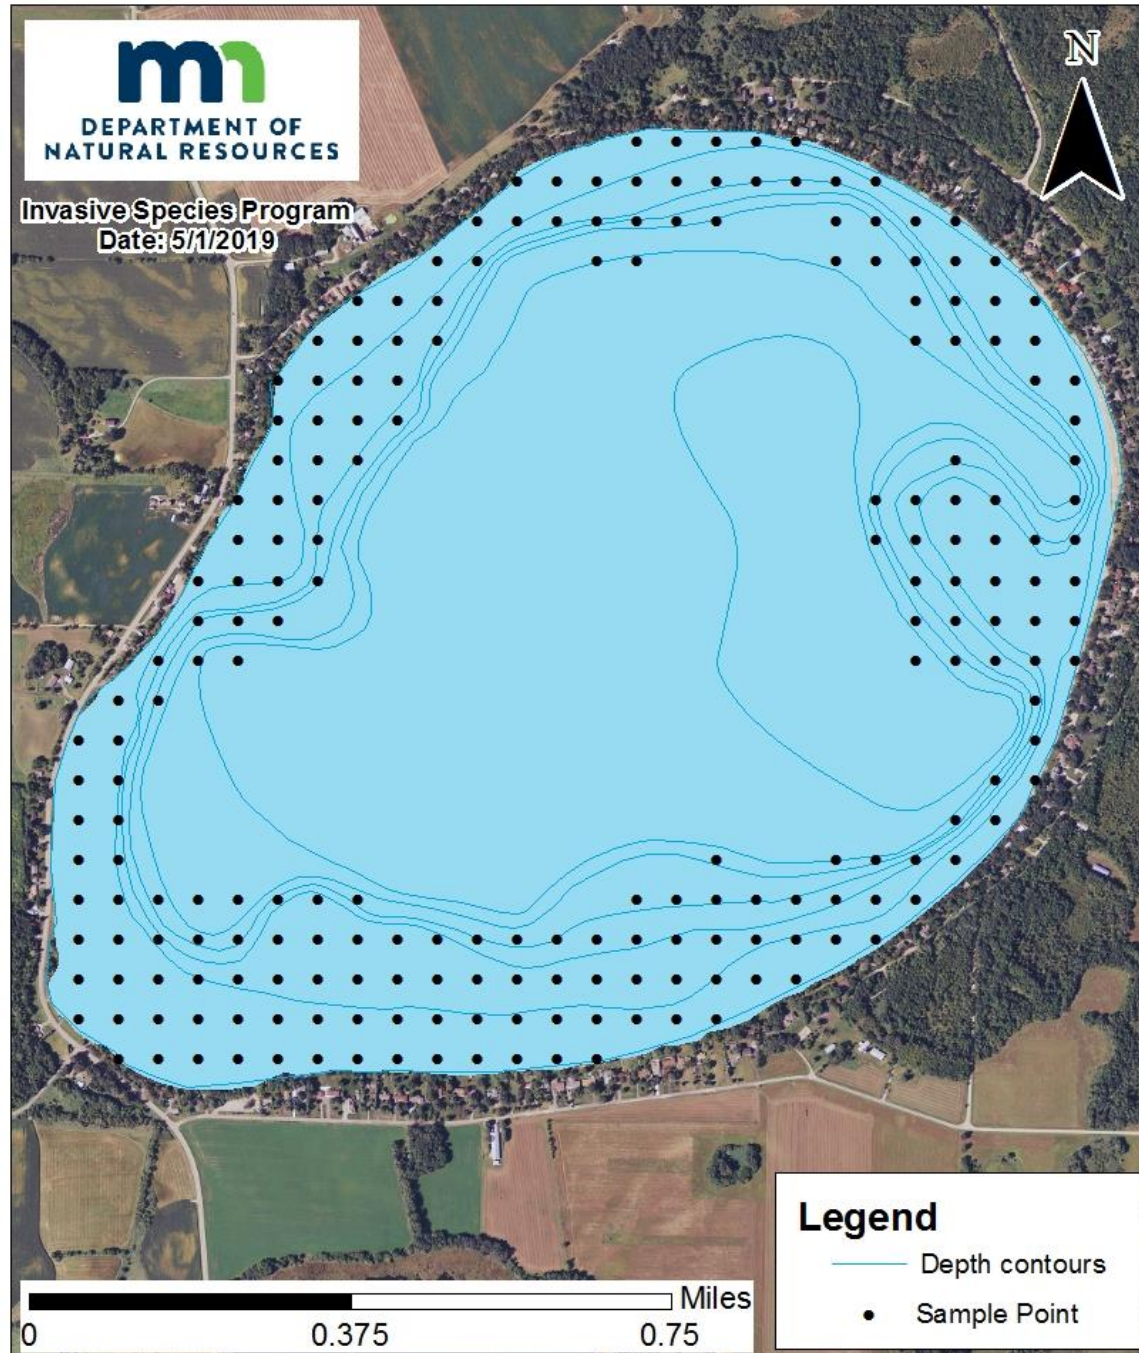 mn
DEPARTMENT OF
NATURAL RESOURCES
Invasive Species Program
Date: 5/1/2019
N
Legend
Depth contours
Sample Point
Miles
0 0.375 0.75